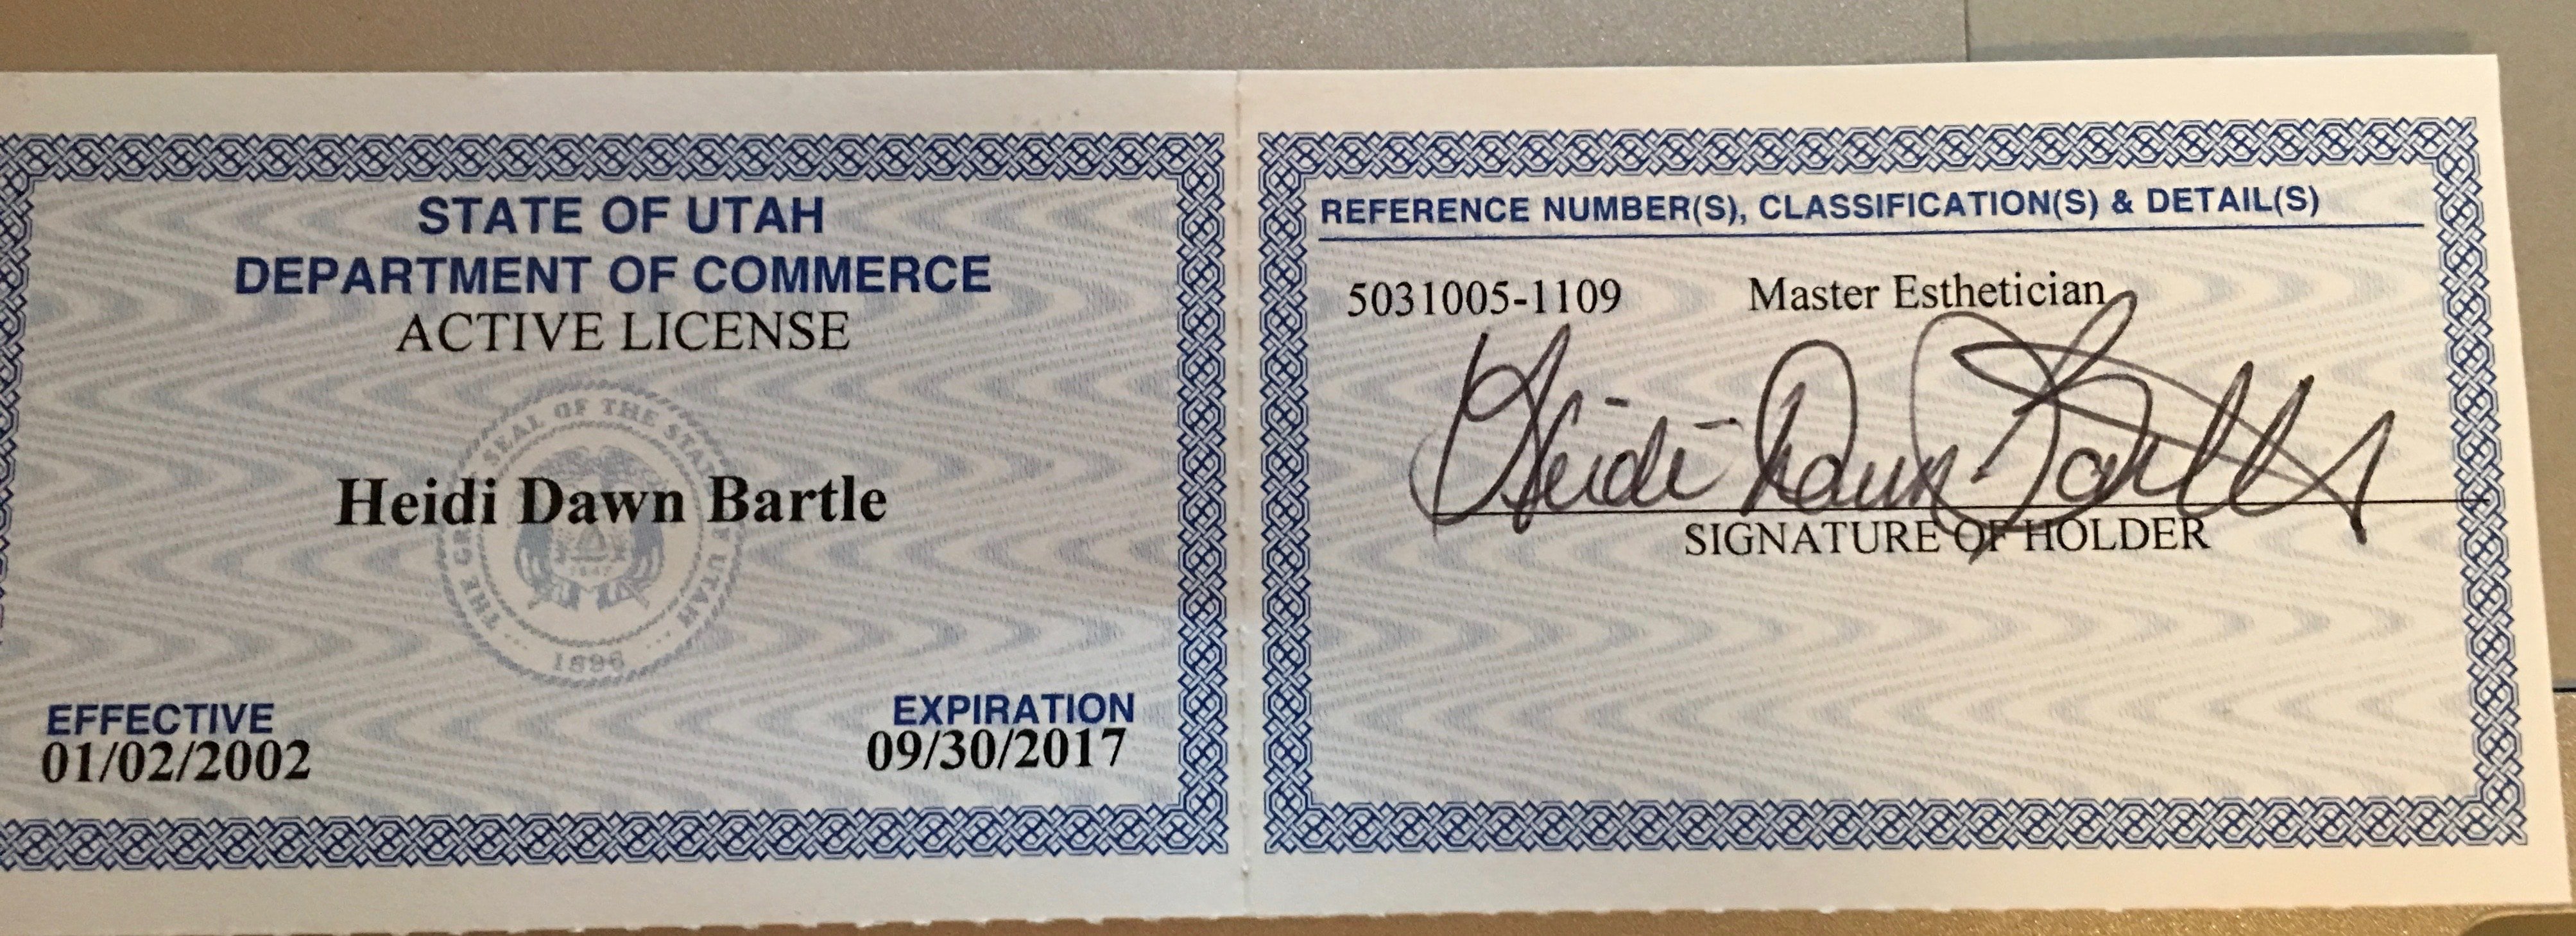 STATE OF UTAH
DEPARTMENT OF COMMERCE
ACTIVE LICENSE
THE GREAT SEAL OF THE STATE OF UTAH
1896
Heidi Dawn Bartle
EFFECTIVE
01/02/2002
EXPIRATION
09/30/2017
REFERENCE NUMBER(S), CLASSIFICATION(S) & DETAIL(S)
5031005-1109 Master Esthetician
Heidi Dawn Bartle
SIGNATURE OF HOLDER